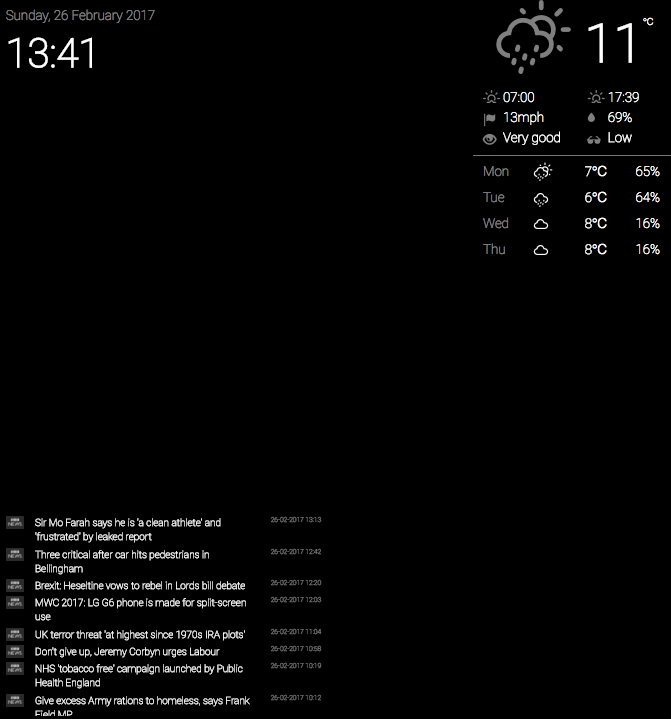 Sunday, 26 February 2017
13:41
11 °C
07:00 17:39
13mph 69%
Very good Low
Mon 7°C 65%
Tue 6°C 64%
Wed 8°C 16%
Thu 8°C 16%
NEWS Sir Mo Farah says he is 'a clean athlete' and 26-02-2017 13:13
'frustrated' by leaked report
NEWS Three critical after car hits pedestrians in 26-02-2017 12:42
Bellingham
NEWS Brexit: Heseltine vows to rebel in Lords bill debate 26-02-2017 12:20
NEWS MWC 2017: LG G6 phone is made for split-screen 26-02-2017 12:03
use
NEWS UK terror threat 'at highest since 1970s IRA plots' 26-02-2017 11:04
NEWS Don't give up, Jeremy Corbyn urges Labour 26-02-2017 10:58
NEWS NHS 'tobacco free' campaign launched by Public 26-02-2017 10:19
Health England
NEWS Give excess Army rations to homeless, says Frank 26-02-2017 10:12
Field MP